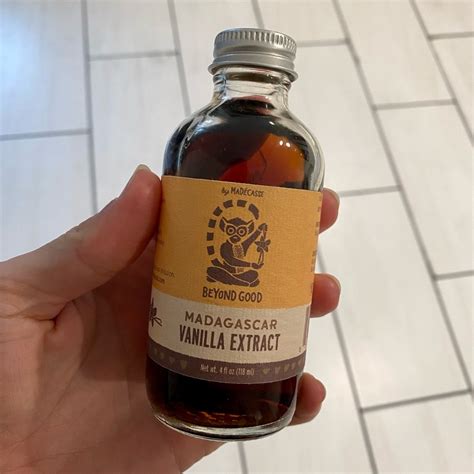 by MADÉCASSE
BEYOND GOOD
MADAGASCAR
VANILLA EXTRACT
Net wt. 4 fl oz (118 ml)